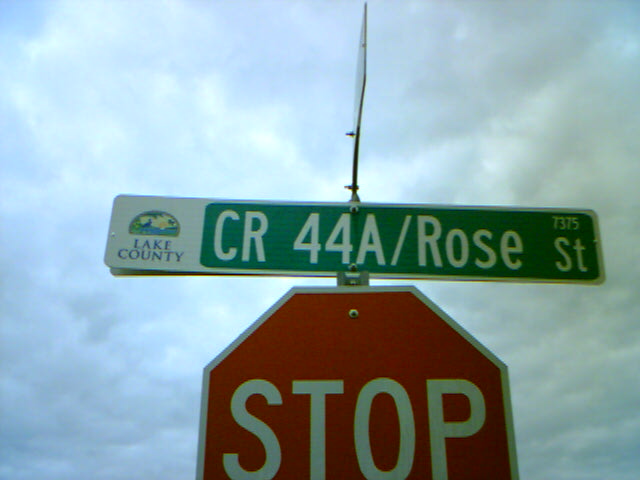 LAKE
COUNTY
CR 44A/Rose St
7375
STOP